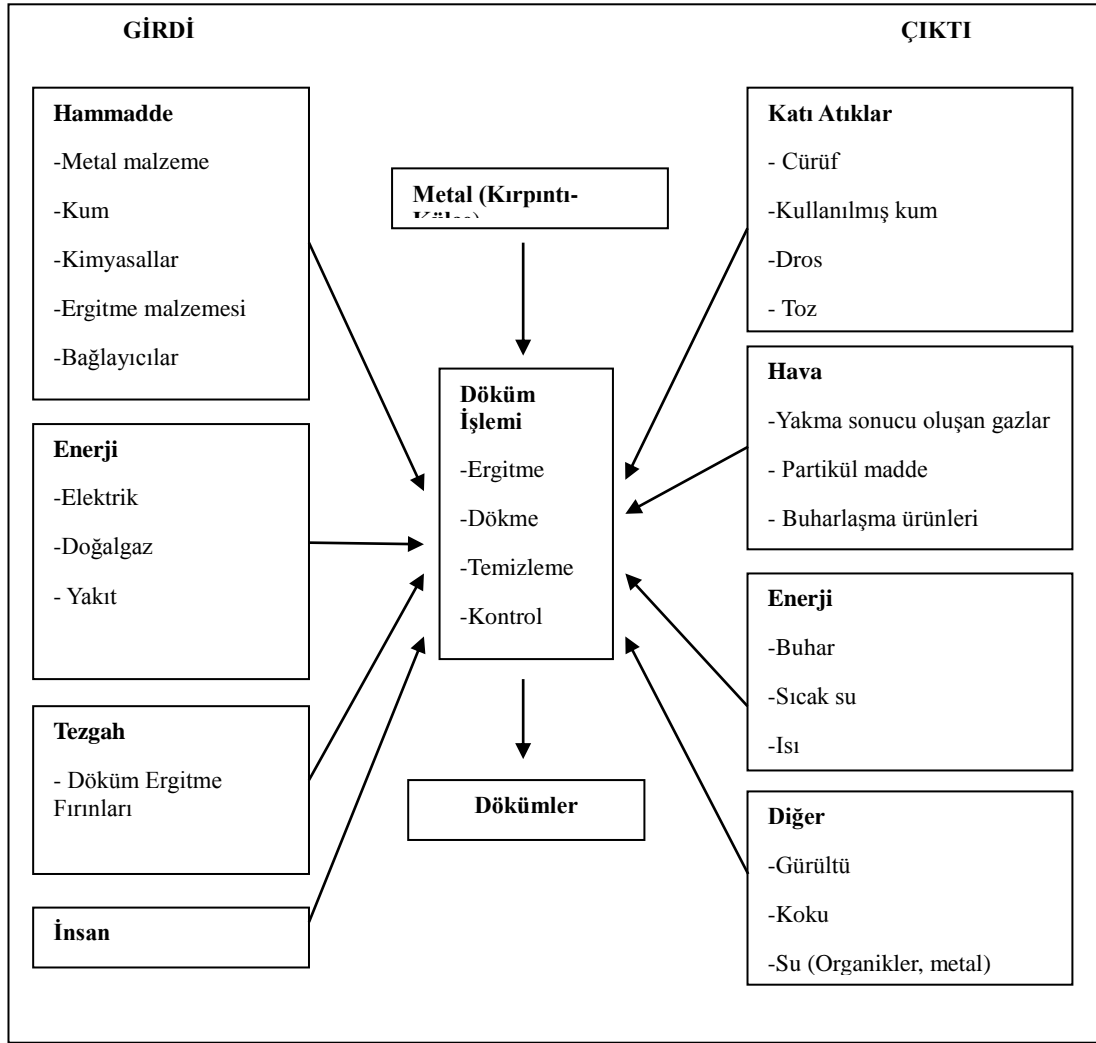 GİRDİ
ÇIKTI
Hammadde
-Metal malzeme
-Kum
-Kimyasallar
-Ergitme malzemesi
-Bağlayıcılar
Enerji
-Elektrik
-Doğalgaz
- Yakıt
Tezgah
- Döküm Ergitme
Fırınları
İnsan
Metal (Kırpıntı-
Döküm
İşlemi
-Ergitme
-Dökme
-Temizleme
-Kontrol
Dökümler
Katı Atıklar
- Cürüf
-Kullanılmış kum
-Dros
- Toz
Hava
-Yakma sonucu oluşan gazlar
- Partikül madde
- Buharlaşma ürünleri
Enerji
-Buhar
-Sıcak su
-Isı
Diğer
-Gürültü
-Koku
-Su (Organikler, metal)